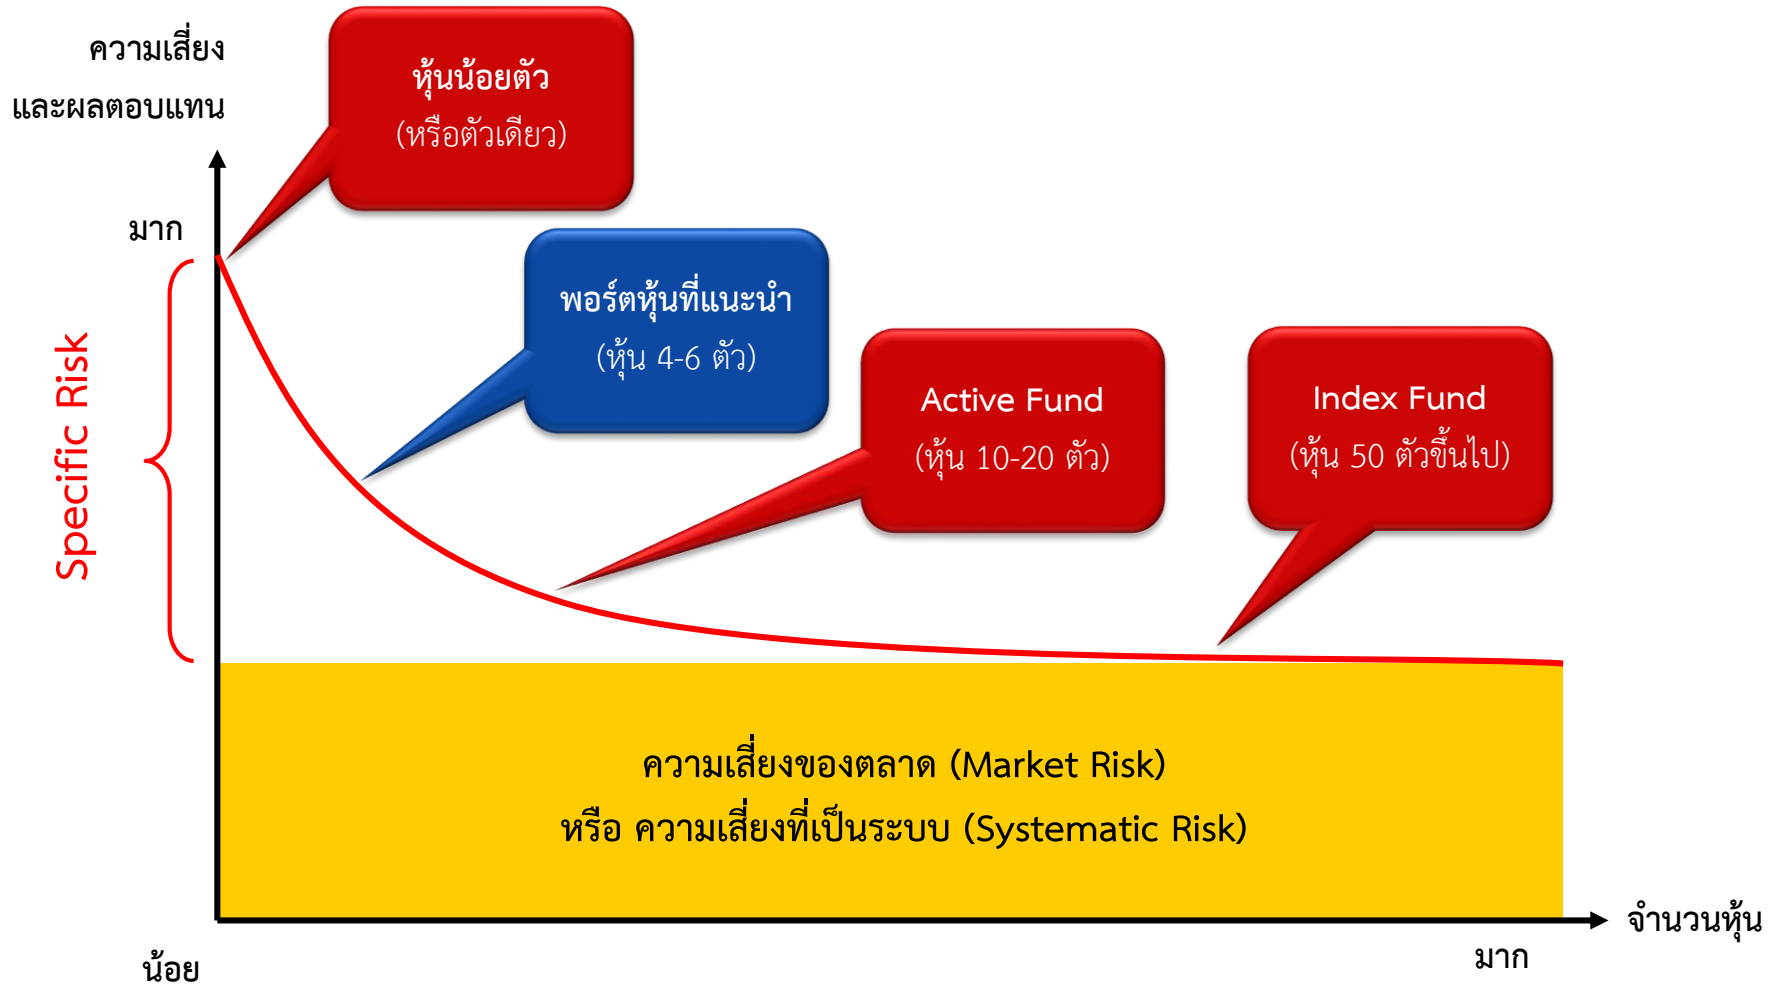 ความเสี่ยง
และผลตอบแทน
มาก
หุ้นน้อยตัว
(หรือตัวเดียว)
พอร์ตหุ้นที่แนะนำ
(หุ้น 4-6 ตัว)
Active Fund
(หุ้น 10-20 ตัว)
Index Fund
(หุ้น 50 ตัวขึ้นไป)
Specific Risk
ความเสี่ยงของตลาด (Market Risk)
หรือ ความเสี่ยงที่เป็นระบบ (Systematic Risk)
จำนวนหุ้น
น้อย
มาก